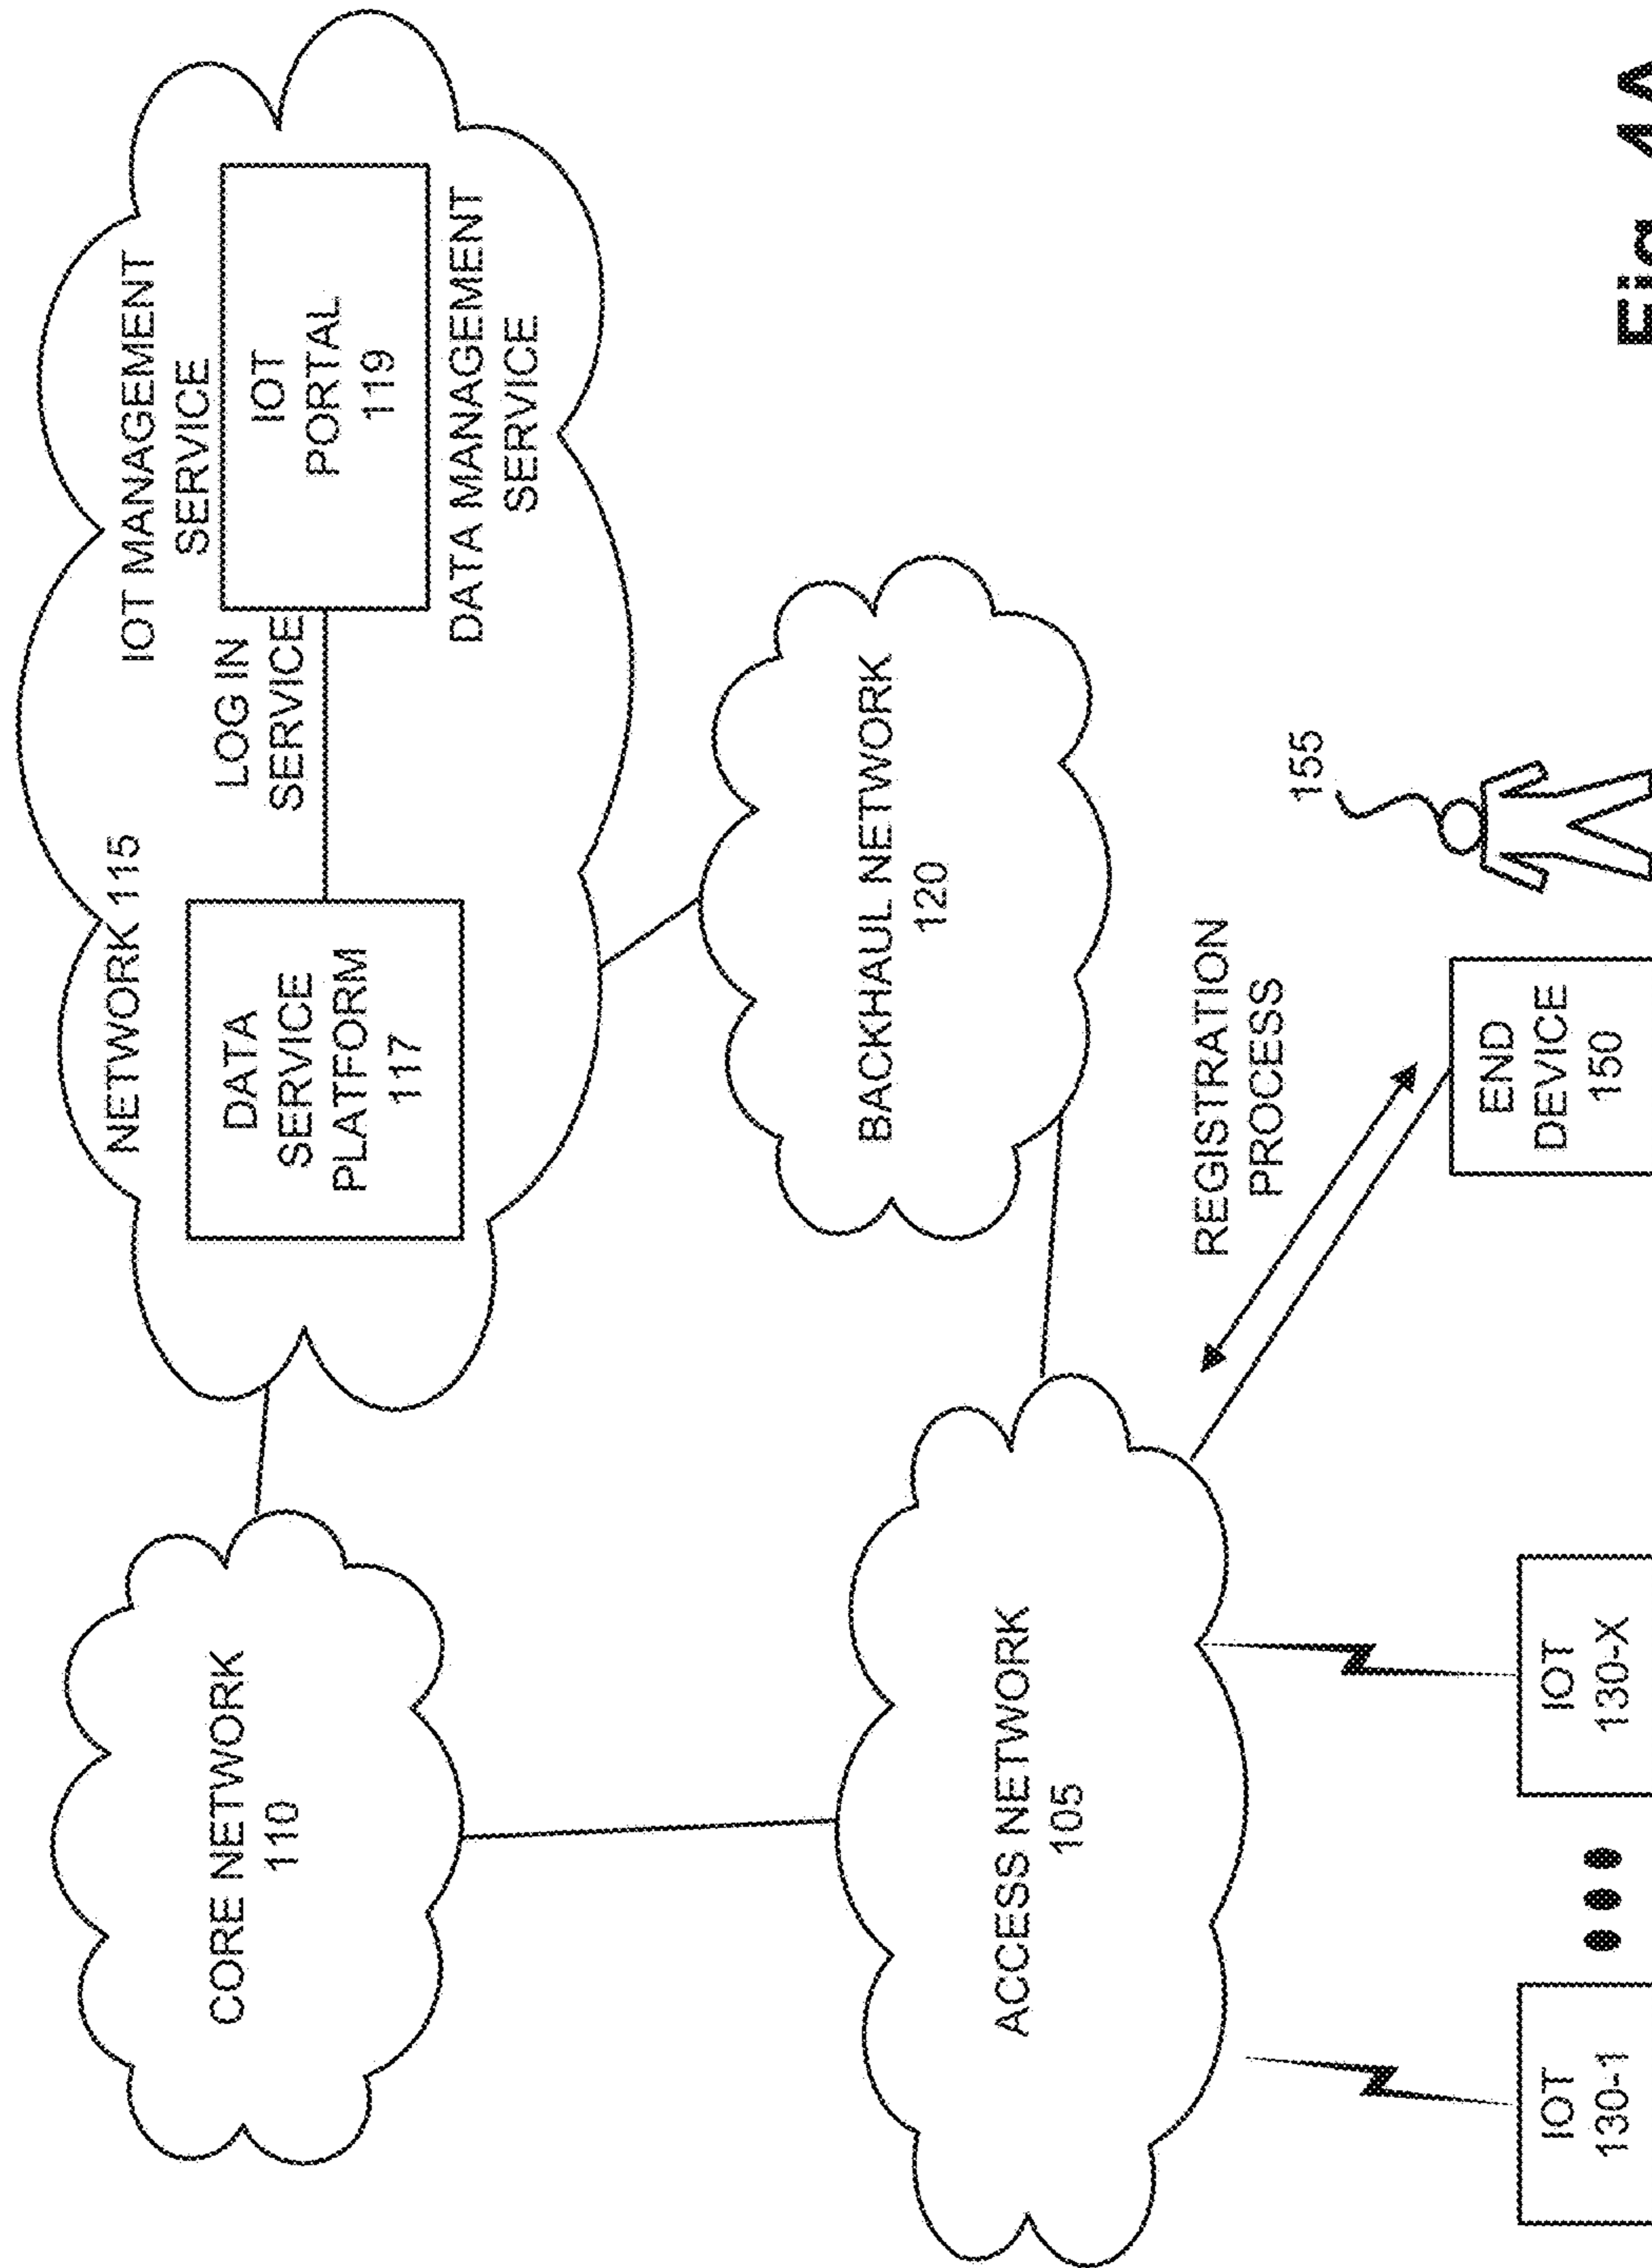 NETWORK 115
DATA
SERVICE
PLATFORM
117
LOG IN
SERVICE
IOT MANAGEMENT
SERVICE
IOT
PORTAL
119
DATA MANAGEMENT
SERVICE
CORE NETWORK
110
BACKHAUL NETWORK
120
ACCESS NETWORK
105
REGISTRATION
PROCESS
155
END
DEVICE
150
IOT
130-1
IOT
130-X
Fig. 4A